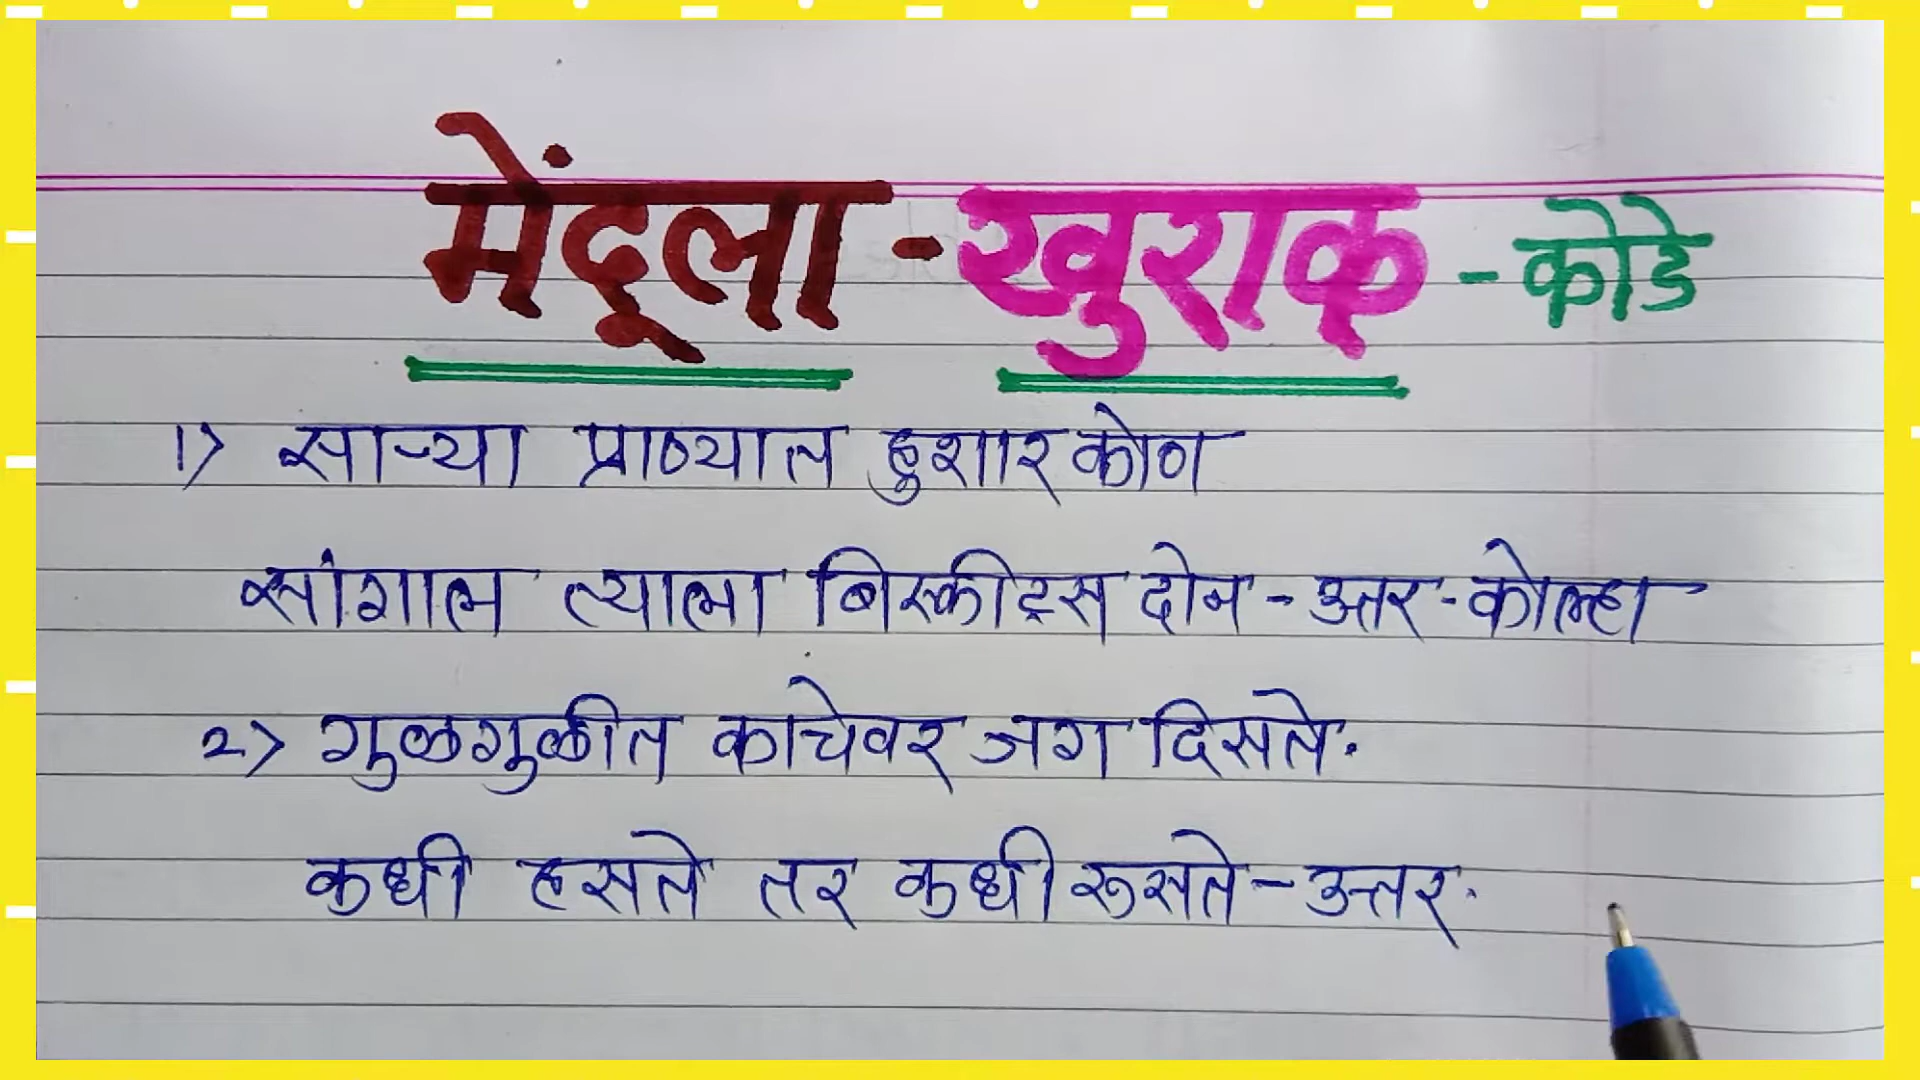 मेंदूला - खुराक - कोडे
1) साऱ्या प्राण्यात हुशार कोण
सांगाल त्याला बिस्कीट्स दोन - उत्तर - कोल्हा
2) गुळगुळीत काचेवर जग दिसते.
कधी हसते तर कधी रूसते - उत्तर.